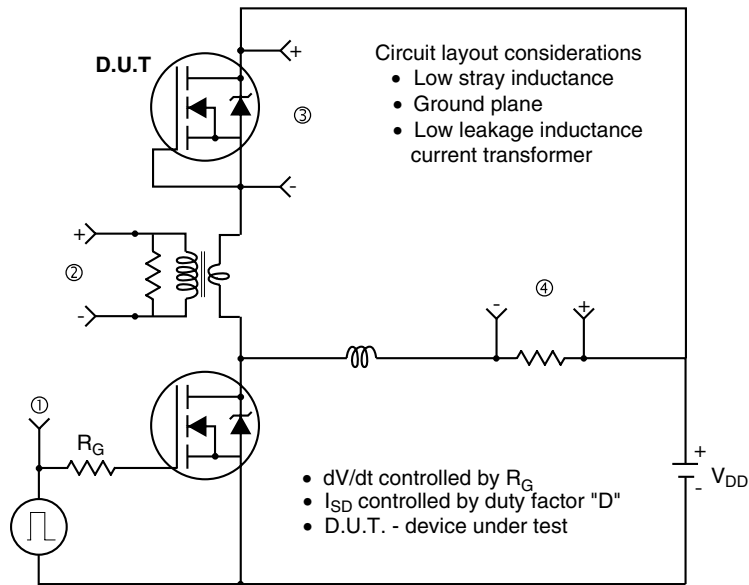 D.U.T
+
③
-
Circuit layout considerations
• Low stray inductance
• Ground plane
• Low leakage inductance
current transformer
+
②
-
④
-
+
①
R_G
+
V_DD
-
• dV/dt controlled by R_G
• I_SD controlled by duty factor "D"
• D.U.T. - device under test